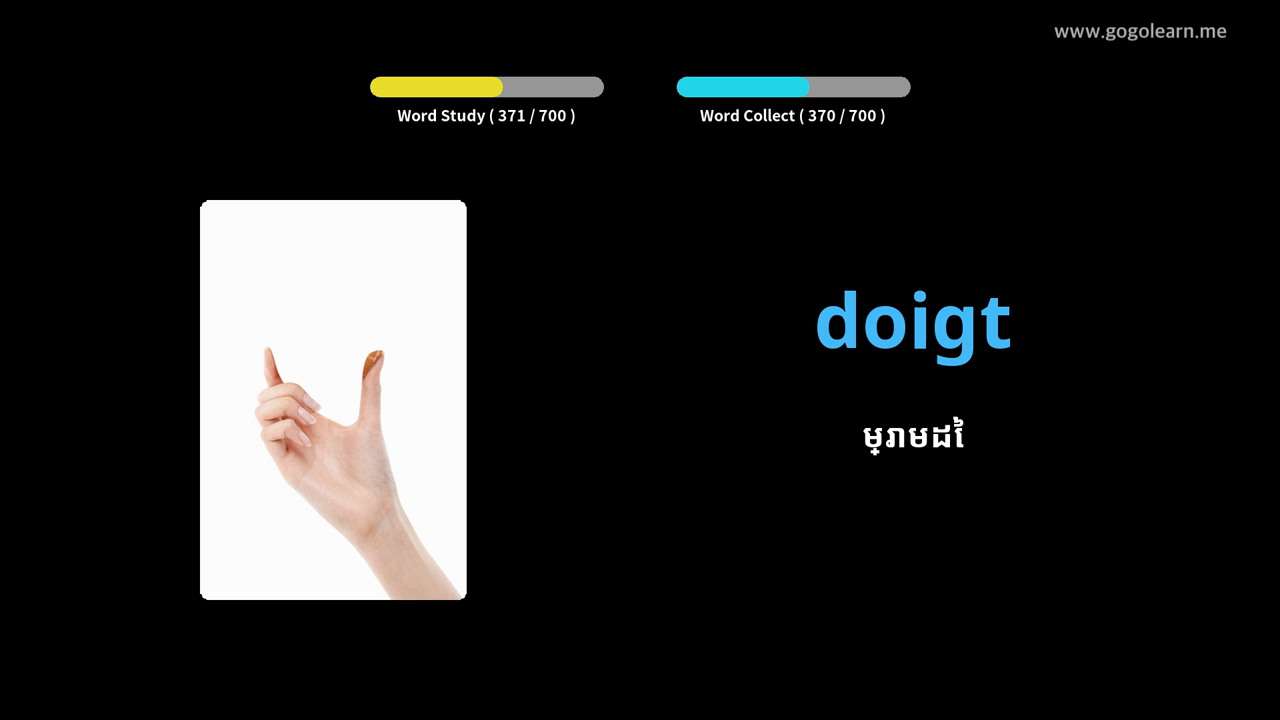 www.gogolearn.me
Word Study ( 371 / 700 )
Word Collect ( 370 / 700 )
doigt
ម្រាមដៃ